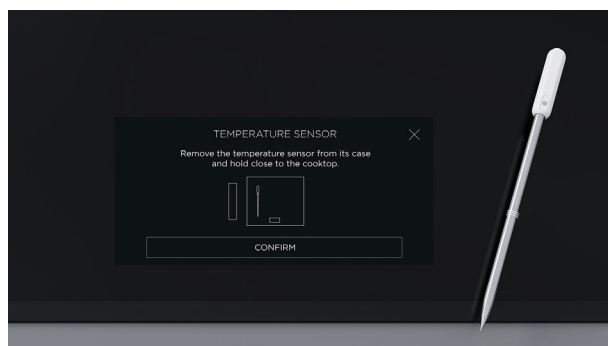 TEMPERATURE SENSOR
Remove the temperature sensor from its case
and hold close to the cooktop.
CONFIRM